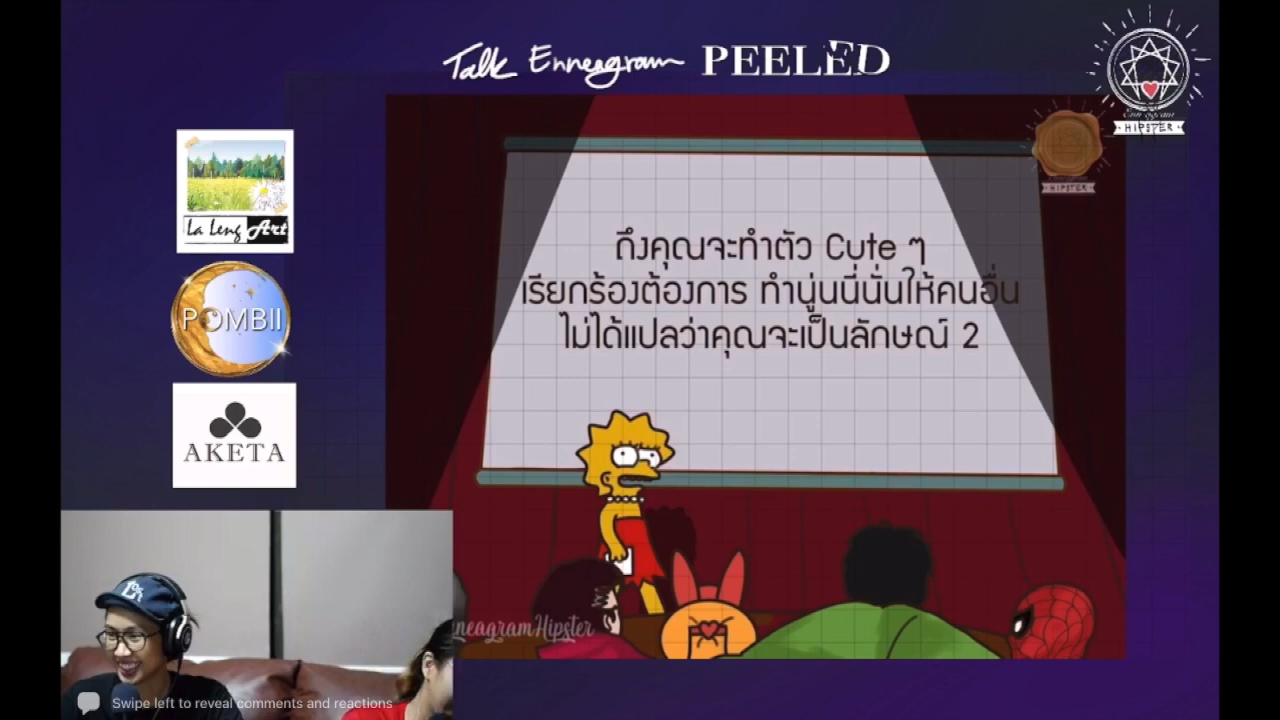 Talk Enneagram PEELED
HIPSTER
HIPSTER
La Leng Art
POMBII
AKETA
ถึงคุณจะทำตัว Cute ๆ
เรียกร้องต้องการ ทำนู่นนี่นั่นให้คนอื่น
ไม่ได้แปลว่าคุณจะเป็นลักษณ์ 2
neagramHipster
Swipe left to reveal comments and reactions